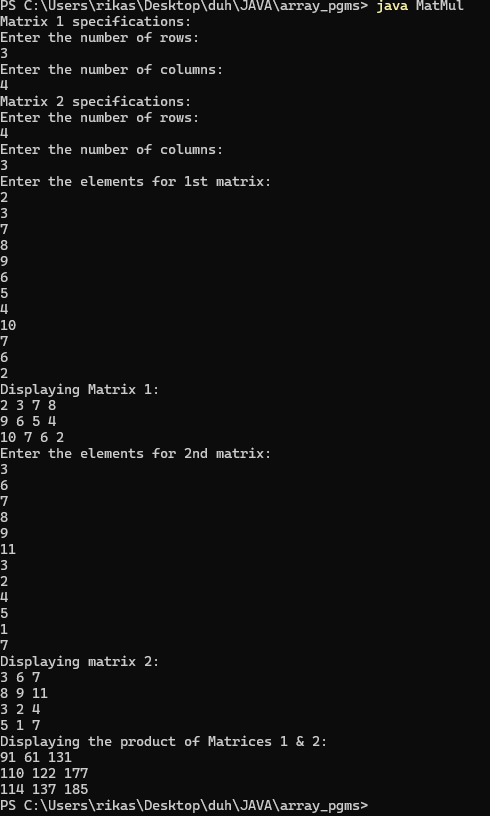 PS C:\Users\rikas\Desktop\duh\JAVA\array_pgms> java MatMul
Matrix 1 specifications:
Enter the number of rows:
3
Enter the number of columns:
4
Matrix 2 specifications:
Enter the number of rows:
4
Enter the number of columns:
3
Enter the elements for 1st matrix:
2
3
7
8
9
6
5
4
10
7
6
2
Displaying Matrix 1:
2 3 7 8
9 6 5 4
10 7 6 2
Enter the elements for 2nd matrix:
3
6
7
8
9
11
3
2
4
5
1
7
Displaying matrix 2:
3 6 7
8 9 11
3 2 4
5 1 7
Displaying the product of Matrices 1 & 2:
91 61 131
110 122 177
114 137 185
PS C:\Users\rikas\Desktop\duh\JAVA\array_pgms>